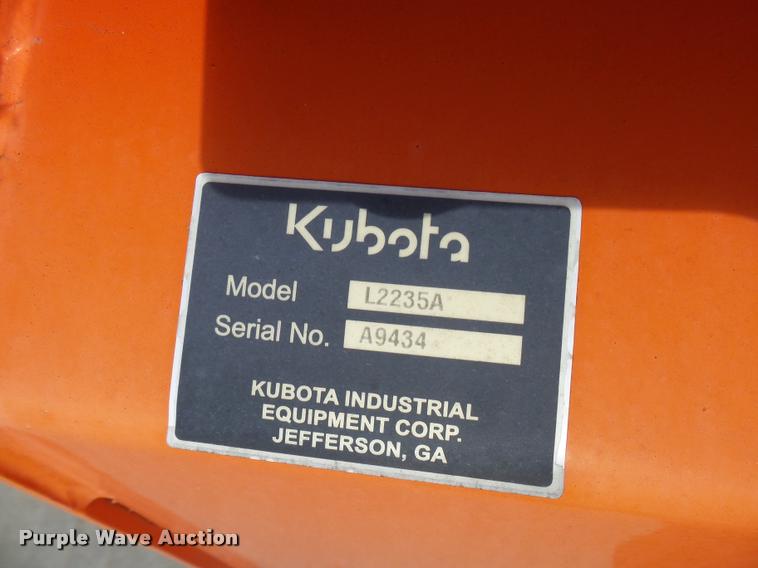 Kubota
Model L2235A
Serial No. A9434
KUBOTA INDUSTRIAL
EQUIPMENT CORP.
JEFFERSON, GA
Purple Wave Auction